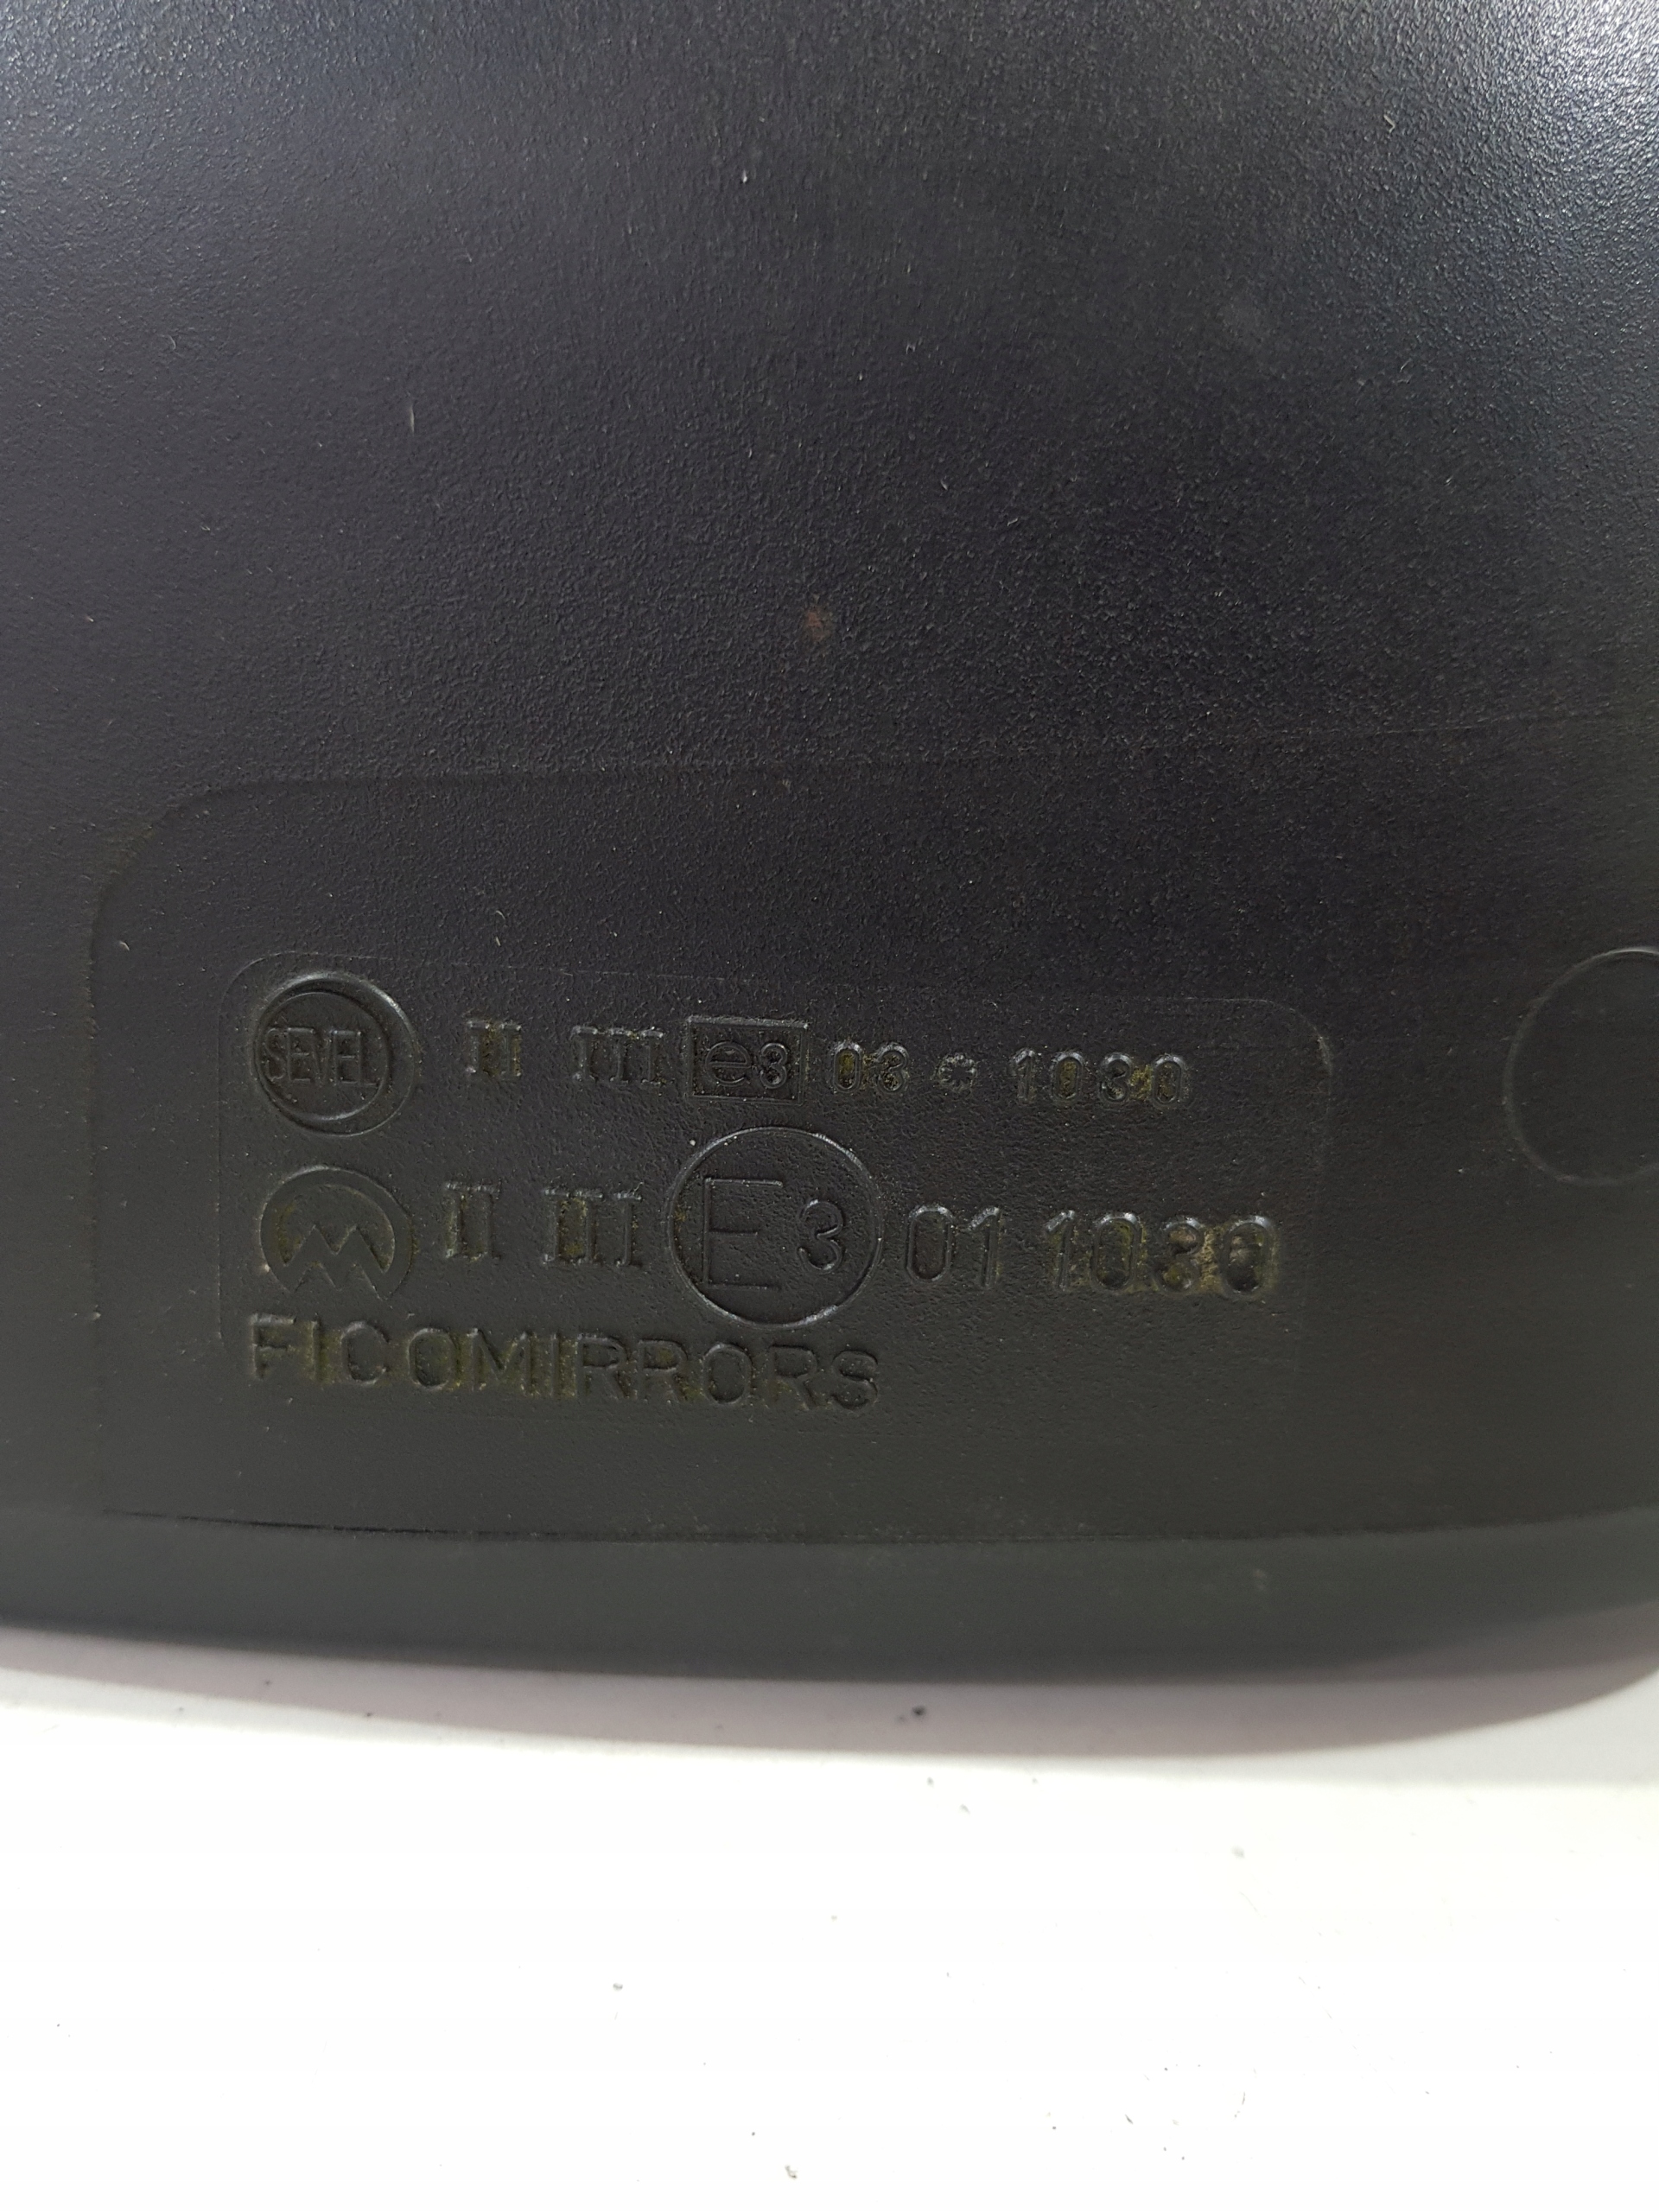 SEVEL II III e3 03 * 1030
II III E3 01 1030
FICOMIRRORS